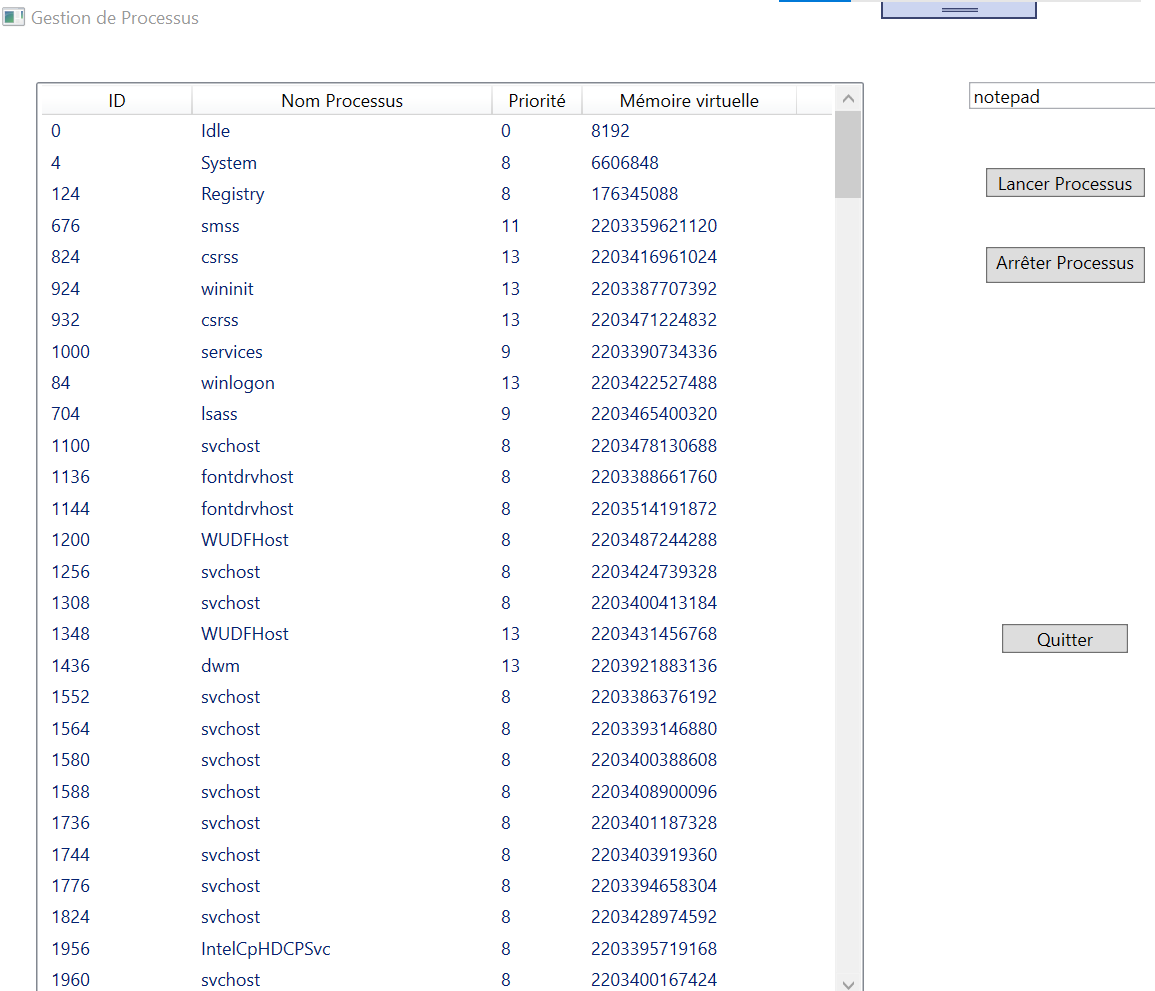 Gestion de Processus
ID Nom Processus Priorité Mémoire virtuelle
notepad
0 Idle 0 8192
4 System 8 6606848
124 Registry 8 176345088
Lancer Processus
676 smss 11 2203359621120
824 csrss 13 2203416961024
Arrêter Processus
924 wininit 13 2203387707392
932 csrss 13 2203471224832
1000 services 9 2203390734336
84 winlogon 13 2203422527488
704 lsass 9 2203465400320
1100 svchost 8 2203478130688
1136 fontdrvhost 8 2203388661760
1144 fontdrvhost 8 2203514191872
1200 WUDFHost 8 2203487244288
1256 svchost 8 2203424739328
1308 svchost 8 2203400413184
1348 WUDFHost 13 2203431456768
Quitter
1436 dwm 13 2203921883136
1552 svchost 8 2203386376192
1564 svchost 8 2203393146880
1580 svchost 8 2203400388608
1588 svchost 8 2203408900096
1736 svchost 8 2203401187328
1744 svchost 8 2203403919360
1776 svchost 8 2203394658304
1824 svchost 8 2203428974592
1956 IntelCpHDCPSvc 8 2203395719168
1960 svchost 8 2203400167424